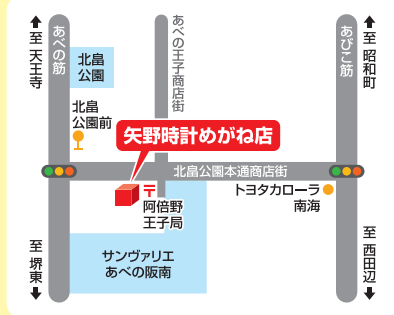 至 天王寺
あべの筋
北畠
公園
あべの王子商店街
あびこ筋
至 昭和町
北畠
公園前
矢野時計めがね店
北畠公園本通商店街
〒
阿倍野
王子局
トヨタカローラ
南海
至 堺東
サンヴァリエ
あべの阪南
至 西田辺